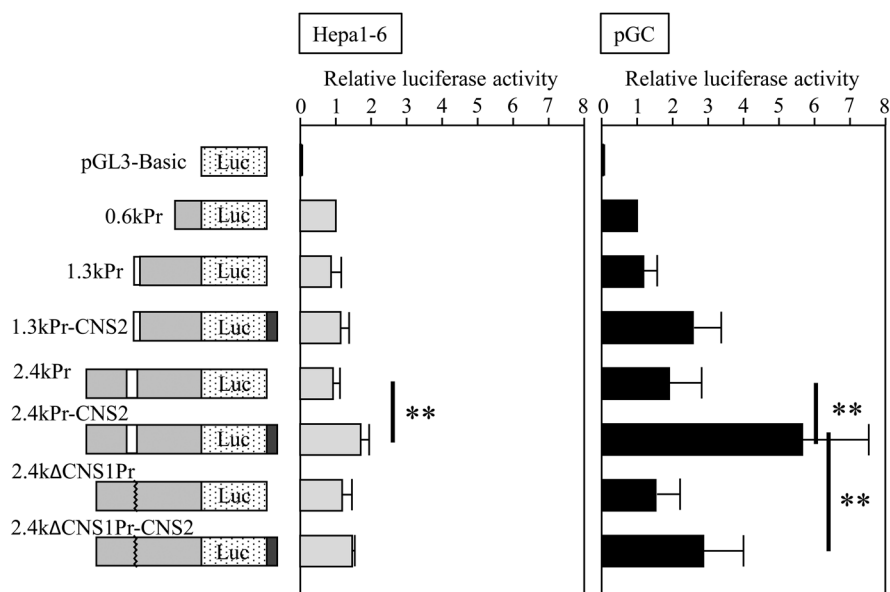 Hepa1-6 pGC
Relative luciferase activity Relative luciferase activity
0 1 2 3 4 5 6 7 8 0 1 2 3 4 5 6 7 8
pGL3-Basic Luc
0.6kPr Luc
1.3kPr Luc
1.3kPr-CNS2 Luc
2.4kPr Luc
** **
2.4kPr-CNS2 Luc
2.4kΔCNS1Pr Luc
**
2.4kΔCNS1Pr-CNS2 Luc